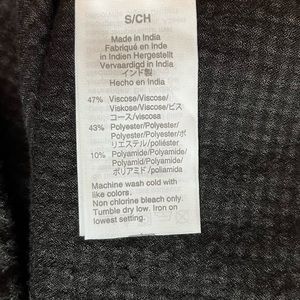 S/CH
Made in India
Fabriqué en inde
in Indien Hergestellt
Vervaardigd in India
インド製
Hecho en India
47% Viscose/Viscose/
Viskose/Viscose/ビス
コース/viscosa
43% Polyester/Polyester/
Polyester/Polyester/ポ
リエステル/poliéster
10% Polyamide/Polyamide/
Polyamid/Polyamide/
ポリアミド/poliamida
Machine wash cold with
like colors.
Non chlorine bleach only.
Tumble dry low. Iron on
lowest setting.